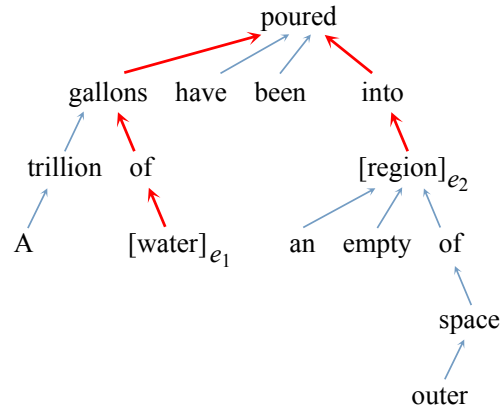 poured
gallons have been into
trillion of [region]e2
A [water]e1 an empty of
space
outer